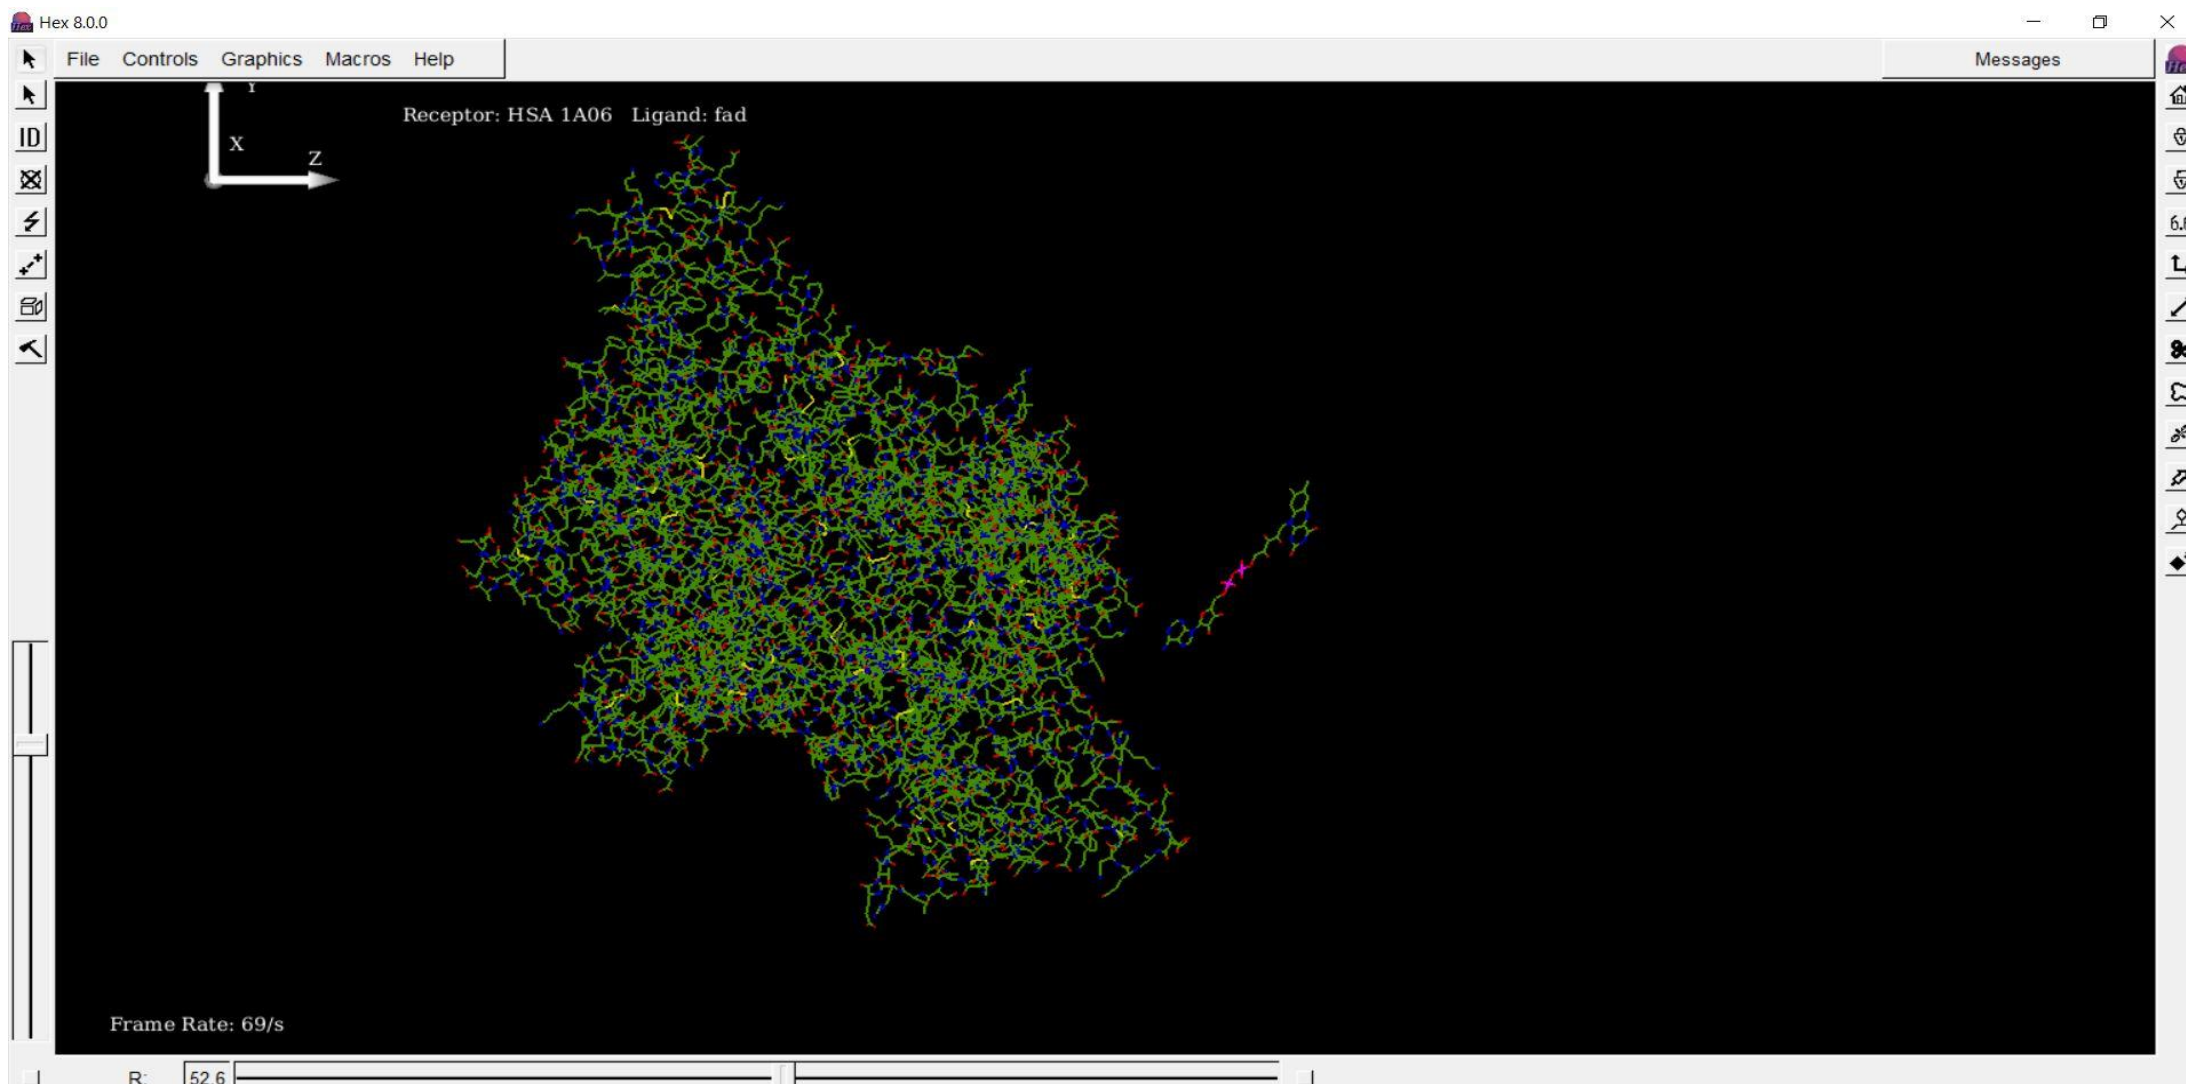 Hex 8.0.0
File Controls Graphics Macros Help Messages
Receptor: HSA 1A06 Ligand: fad
Y
X
Z
ID
Frame Rate: 69/s
R: 52.6